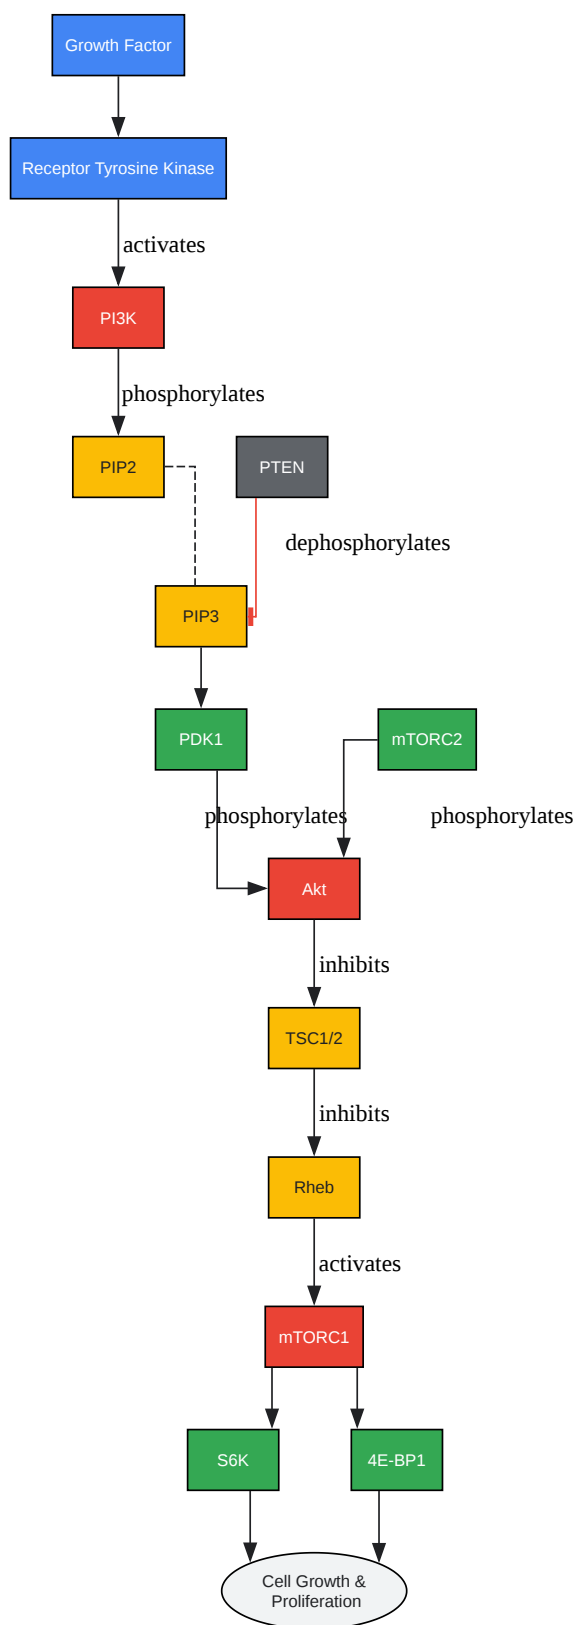 Growth Factor
Receptor Tyrosine Kinase
activates
PI3K
phosphorylates
PIP2
PTEN
dephosphorylates
PIP3
PDK1
mTORC2
phosphorylates
phosphorylates
Akt
inhibits
TSC1/2
inhibits
Rheb
activates
mTORC1
S6K
4E-BP1
Cell Growth &
Proliferation